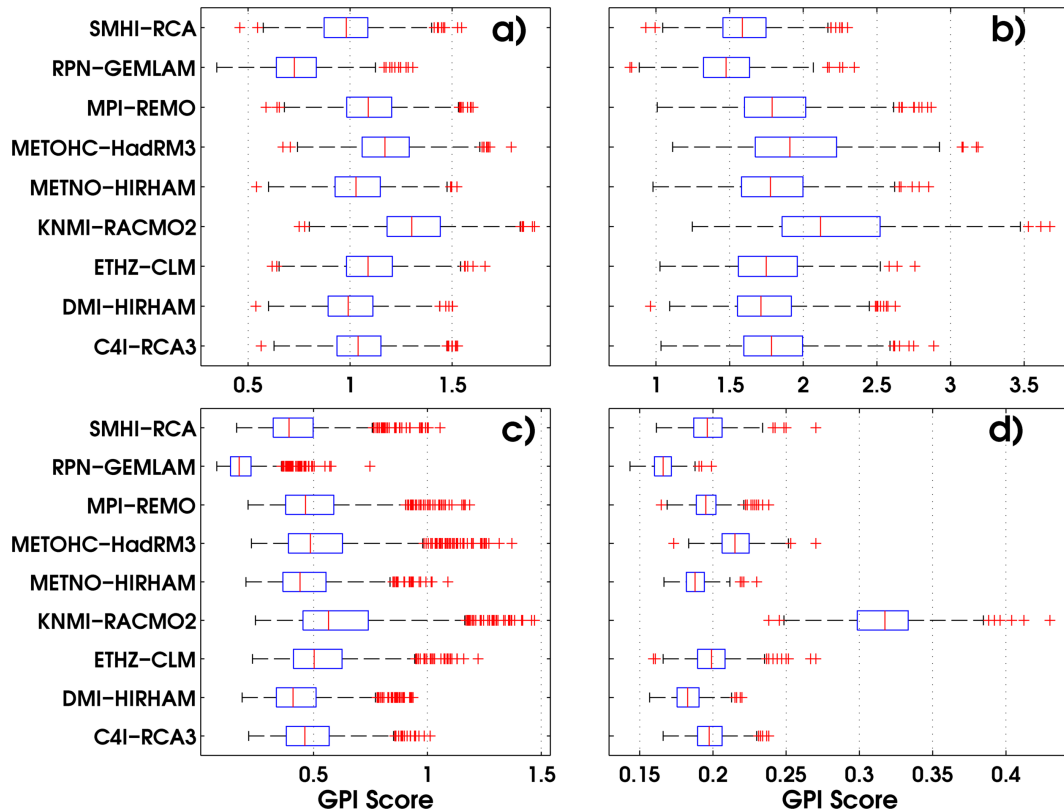 SMHI−RCA
RPN−GEMLAM
MPI−REMO
METOHC−HadRM3
METNO−HIRHAM
KNMI−RACMO2
ETHZ−CLM
DMI−HIRHAM
C4I−RCA3
a)
0.5 1 1.5
b)
1 1.5 2 2.5 3 3.5
SMHI−RCA
RPN−GEMLAM
MPI−REMO
METOHC−HadRM3
METNO−HIRHAM
KNMI−RACMO2
ETHZ−CLM
DMI−HIRHAM
C4I−RCA3
c)
0.5 1 1.5
GPI Score
d)
0.15 0.2 0.25 0.3 0.35 0.4
GPI Score